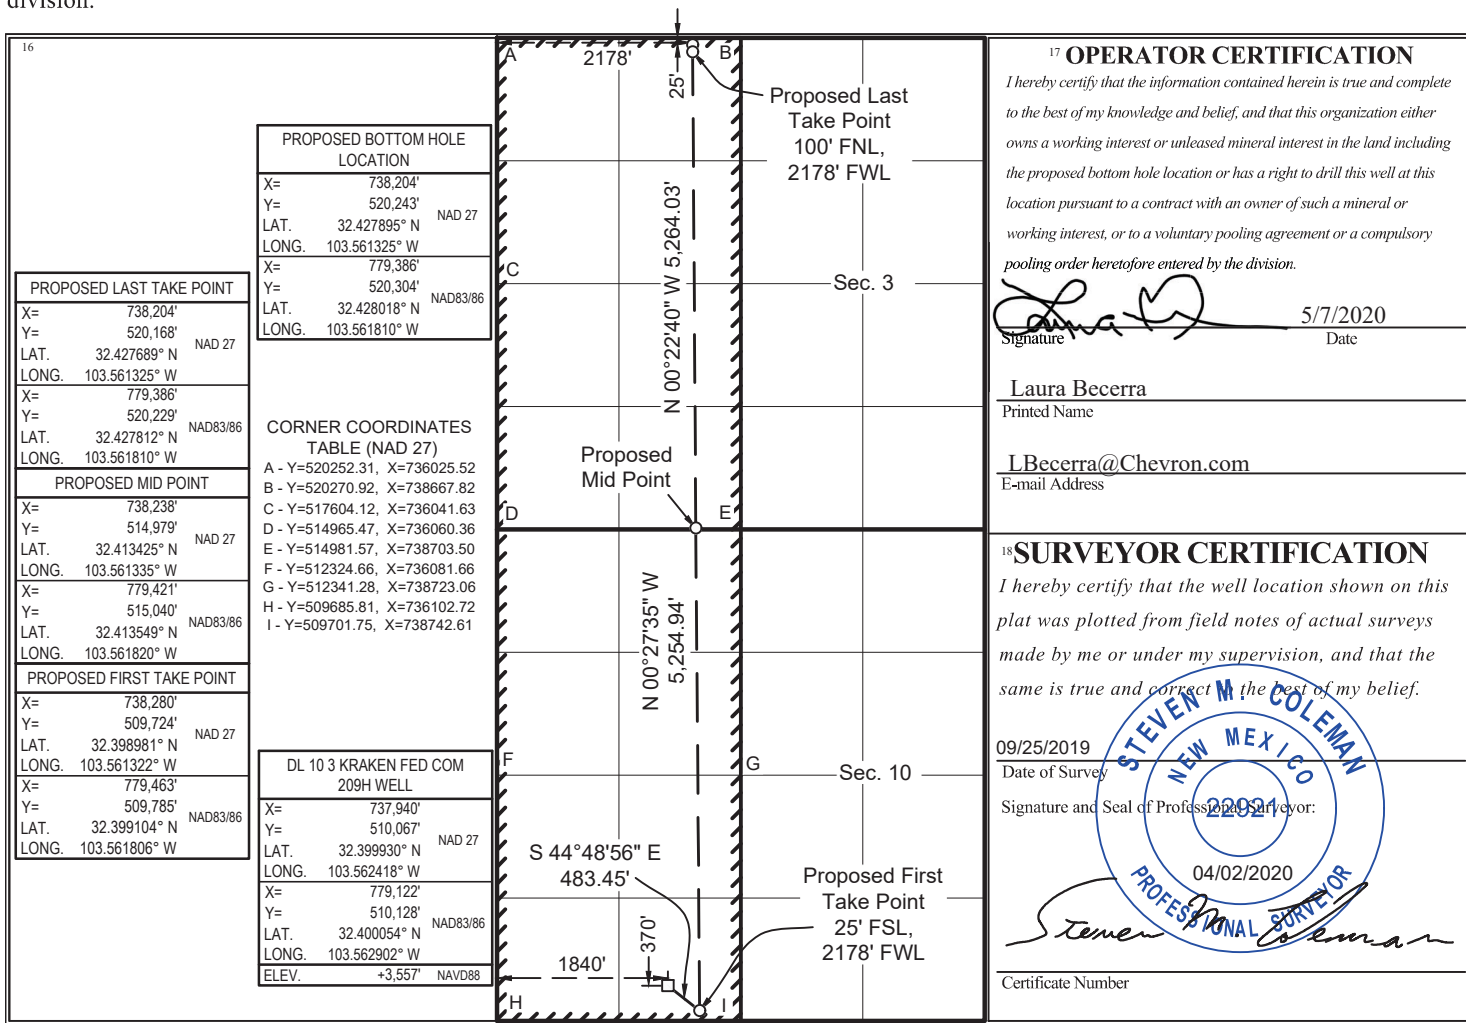 division.
16
PROPOSED BOTTOM HOLE
LOCATION
X= 738,204'
Y= 520,243'
LAT. 32.427895° N
LONG. 103.561325° W
NAD 27
X= 779,386'
Y= 520,304'
LAT. 32.428018° N
LONG. 103.561810° W
NAD83/86
PROPOSED LAST TAKE POINT
X= 738,204'
Y= 520,168'
LAT. 32.427689° N
LONG. 103.561325° W
NAD 27
X= 779,386'
Y= 520,229'
LAT. 32.427812° N
LONG. 103.561810° W
NAD83/86
PROPOSED MID POINT
X= 738,238'
Y= 514,979'
LAT. 32.413425° N
LONG. 103.561335° W
NAD 27
X= 779,421'
Y= 515,040'
LAT. 32.413549° N
LONG. 103.561820° W
NAD83/86
PROPOSED FIRST TAKE POINT
X= 738,280'
Y= 509,724'
LAT. 32.398981° N
LONG. 103.561322° W
NAD 27
X= 779,463'
Y= 509,785'
LAT. 32.399104° N
LONG. 103.561806° W
NAD83/86
CORNER COORDINATES
TABLE (NAD 27)
A - Y=520252.31, X=736025.52
B - Y=520270.92, X=738667.82
C - Y=517604.12, X=736041.63
D - Y=514965.47, X=736060.36
E - Y=514981.57, X=738703.50
F - Y=512324.66, X=736081.66
G - Y=512341.28, X=738723.06
H - Y=509685.81, X=736102.72
I - Y=509701.75, X=738742.61
DL 10 3 KRAKEN FED COM
209H WELL
X= 737,940'
Y= 510,067'
LAT. 32.399930° N
LONG. 103.562418° W
NAD 27
X= 779,122'
Y= 510,128'
LAT. 32.400054° N
LONG. 103.562902° W
NAD83/86
ELEV. +3,557' NAVD88
A
2178'
25'
B
Proposed Last
Take Point
100' FNL,
2178' FWL
N 00°22'40" W 5,264.03'
C
Sec. 3
Proposed
Mid Point
D
E
N 00°27'35" W
5,254.94'
F
G
Sec. 10
S 44°48'56" E
483.45'
Proposed First
Take Point
25' FSL,
2178' FWL
370'
1840'
H
I
17 OPERATOR CERTIFICATION
I hereby certify that the information contained herein is true and complete
to the best of my knowledge and belief, and that this organization either
owns a working interest or unleased mineral interest in the land including
the proposed bottom hole location or has a right to drill this well at this
location pursuant to a contract with an owner of such a mineral or
working interest, or to a voluntary pooling agreement or a compulsory
pooling order heretofore entered by the division.
5/7/2020
Signature
Date
Laura Becerra
Printed Name
LBecerra@Chevron.com
E-mail Address
18 SURVEYOR CERTIFICATION
I hereby certify that the well location shown on this
plat was plotted from field notes of actual surveys
made by me or under my supervision, and that the
same is true and correct to the best of my belief.
09/25/2019
Date of Survey
Signature and Seal of Professional Surveyor:
STEVEN M. COLEMAN
NEW MEXICO
22921
04/02/2020
PROFESSIONAL SURVEYOR
Steven M. Coleman
Certificate Number